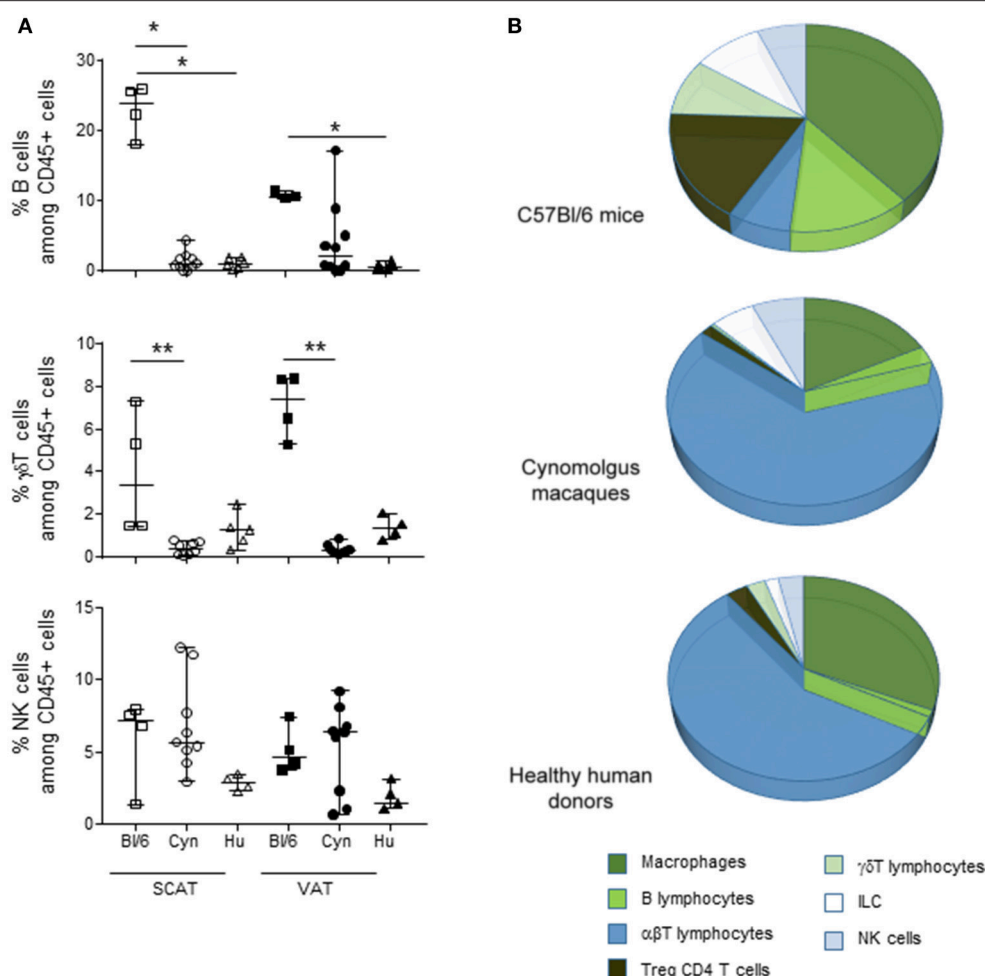 A
B
*
*
*
30
20
10
0
% B cells
among CD45+ cells
C57Bl/6 mice
**
**
10
8
6
4
2
0
% γδT cells
among CD45+ cells
Cynomolgus
macaques
15
10
5
0
% NK cells
among CD45+ cells
Bl/6 Cyn Hu Bl/6 Cyn Hu
SCAT VAT
Healthy human
donors
Macrophages
B lymphocytes
αβT lymphocytes
Treg CD4 T cells
γδT lymphocytes
ILC
NK cells